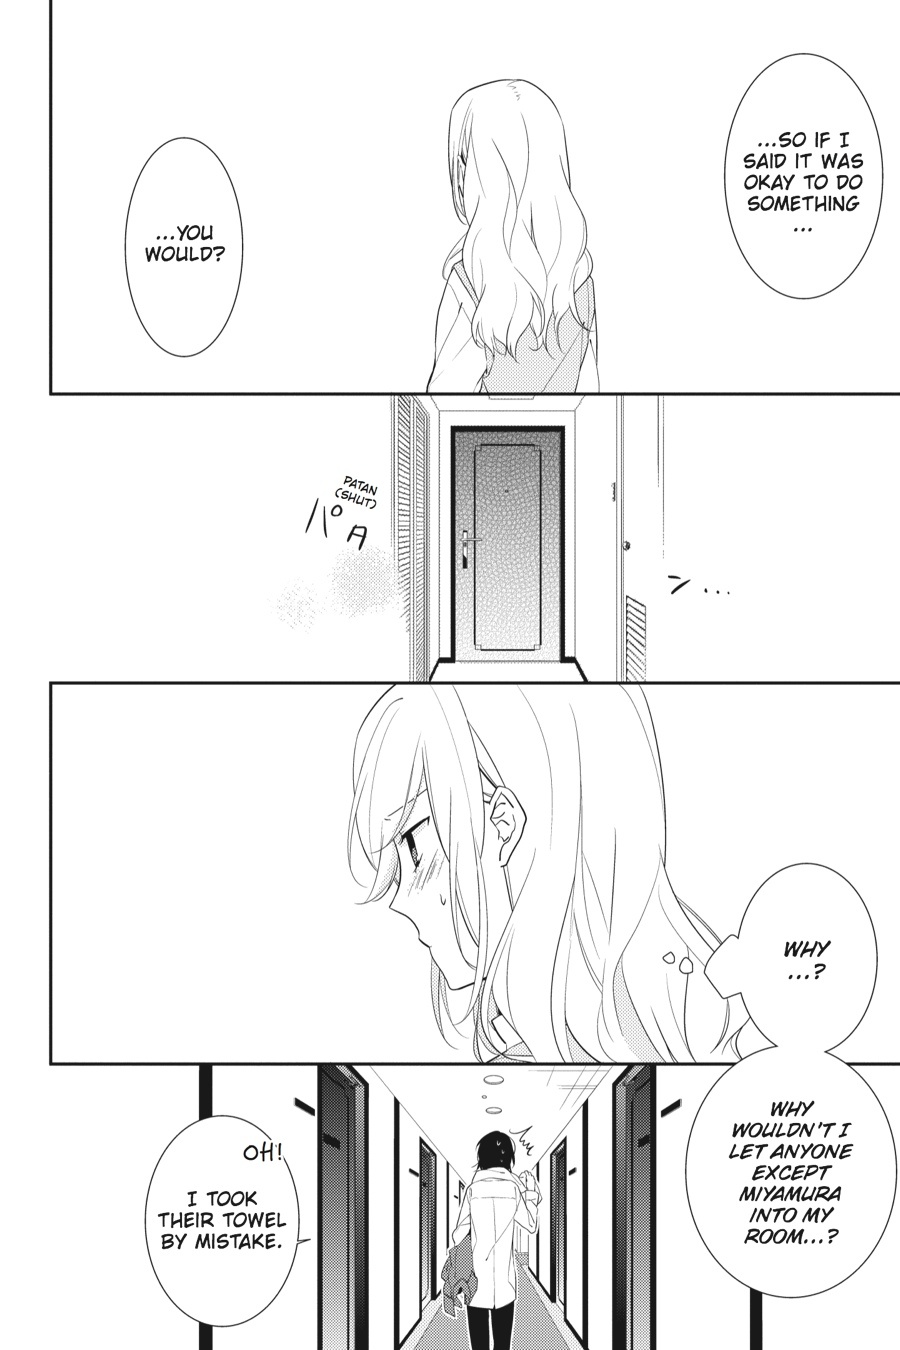 ...SO IF I
SAID IT WAS
OKAY TO DO
SOMETHING
...
...YOU
WOULD?
PATAN
(SHUT)
パタ
ン...
WHY
...?
WHY
WOULDN'T I
LET ANYONE
EXCEPT
MIYAMURA
INTO MY
ROOM...?
OH!
I TOOK
THEIR TOWEL
BY MISTAKE.